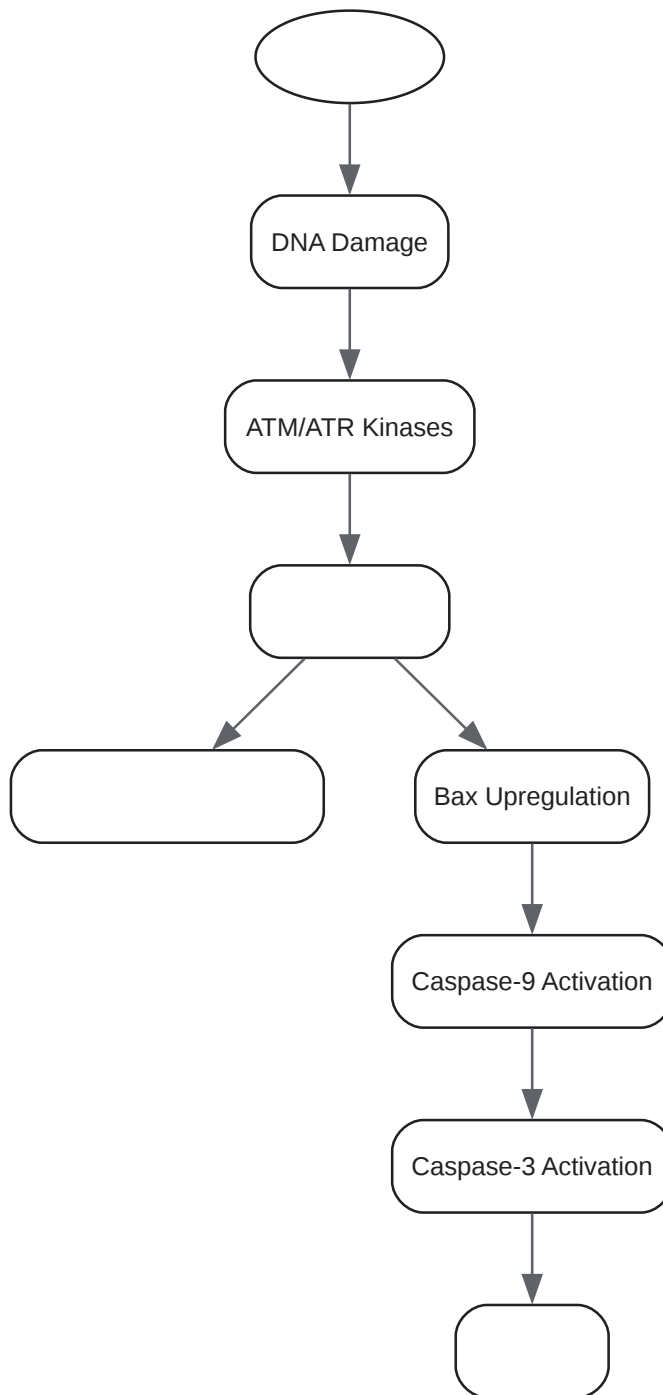 DNA Damage
ATM/ATR Kinases
Bax Upregulation
Caspase-9 Activation
Caspase-3 Activation